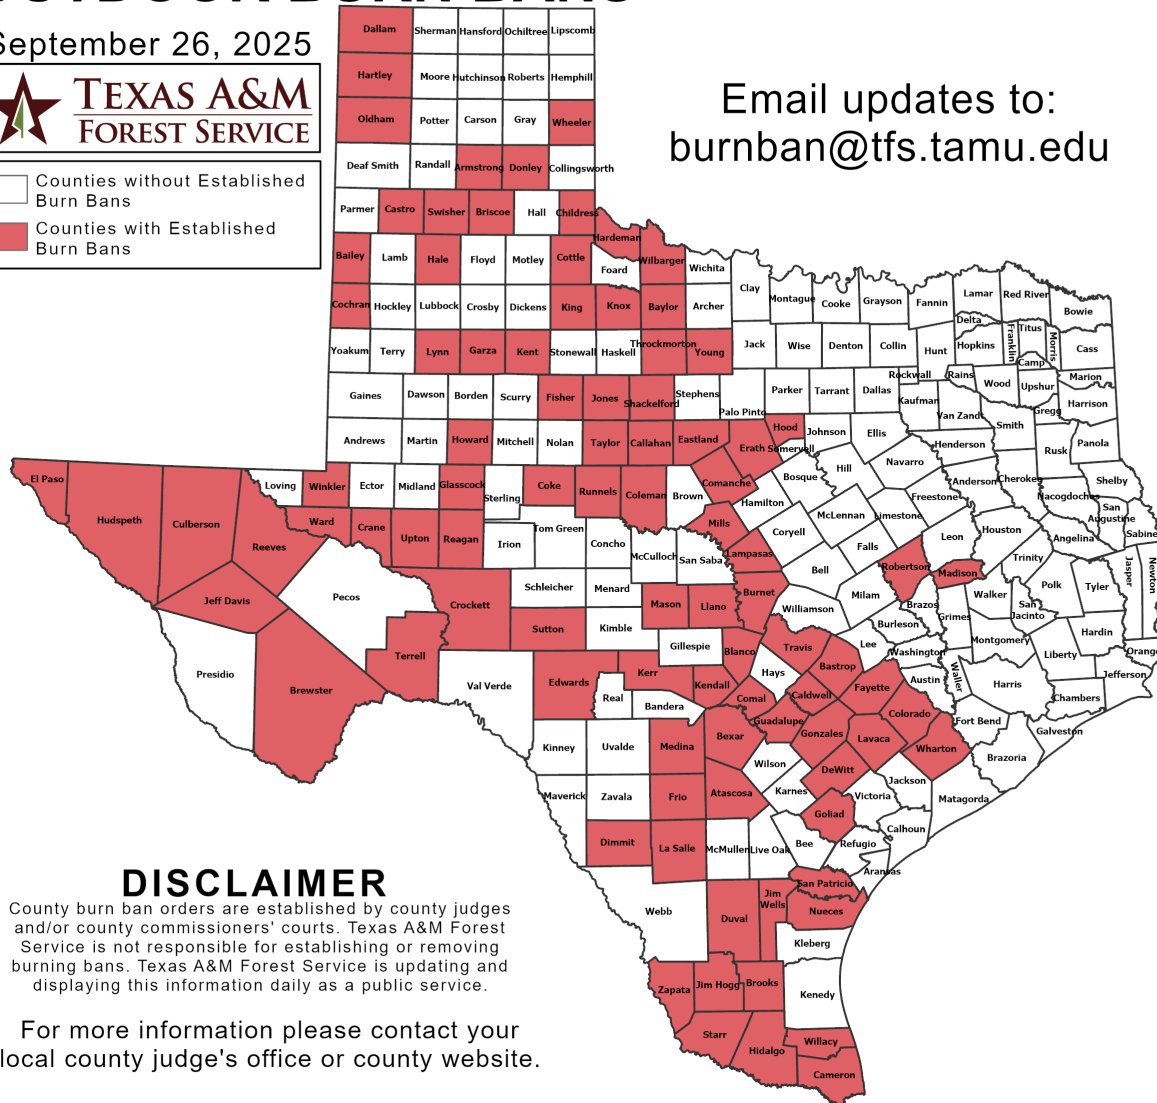 September 26, 2025
TEXAS A&M
FOREST SERVICE
Counties without Established
Burn Bans
Counties with Established
Burn Bans
Email updates to:
burnban@tfs.tamu.edu
Dallam
Sherman
Hansford
Ochiltree
Lipscomb
Hartley
Moore
Hutchinson
Roberts
Hemphill
Oldham
Potter
Carson
Gray
Wheeler
Deaf Smith
Randall
Armstrong
Donley
Collingsworth
Parmer
Castro
Swisher
Briscoe
Hall
Childress
Hardeman
Bailey
Lamb
Hale
Floyd
Motley
Cottle
Foard
Wilbarger
Wichita
Clay
Montague
Cooke
Grayson
Fannin
Lamar
Red River
Bowie
Cochran
Hockley
Lubbock
Crosby
Dickens
King
Knox
Baylor
Archer
Delta
Titus
Franklin
Morris
Yoakum
Terry
Lynn
Garza
Kent
Stonewall
Haskell
Throckmorton
Young
Jack
Wise
Denton
Collin
Hunt
Hopkins
Camp
Cass
Rockwall
Rains
Wood
Upshur
Marion
Gaines
Dawson
Borden
Scurry
Fisher
Jones
Shackelford
Stephens
Palo Pinto
Parker
Tarrant
Dallas
Kaufman
Van Zandt
Smith
Gregg
Harrison
Andrews
Martin
Howard
Mitchell
Nolan
Taylor
Callahan
Eastland
Erath
Hood
Somervell
Johnson
Ellis
Henderson
Rusk
Panola
El Paso
Hudspeth
Culberson
Reeves
Loving
Winkler
Ector
Midland
Glasscock
Sterling
Coke
Runnels
Coleman
Brown
Comanche
Hamilton
Bosque
Hill
Navarro
Freestone
Anderson
Cherokee
Nacogdoches
Shelby
San
Augustine
Sabine
Ward
Crane
Upton
Reagan
Irion
Tom Green
Concho
McCulloch
San Saba
Mills
Lampasas
Coryell
McLennan
Limestone
Falls
Leon
Houston
Angelina
Trinity
Jeff Davis
Pecos
Crockett
Schleicher
Menard
Mason
Llano
Burnet
Bell
Milam
Robertson
Madison
Walker
Polk
Tyler
Jasper
Newton
San
Jacinto
Terrell
Sutton
Kimble
Gillespie
Blanco
Williamson
Travis
Burleson
Brazos
Grimes
Montgomery
Hardin
Liberty
Orange
Presidio
Brewster
Val Verde
Edwards
Kerr
Real
Bandera
Kendall
Comal
Hays
Bastrop
Caldwell
Lee
Washington
Fayette
Austin
Waller
Harris
Chambers
Jefferson
Kinney
Uvalde
Medina
Bexar
Guadalupe
Gonzales
Lavaca
Colorado
Wharton
Fort Bend
Brazoria
Galveston
Maverick
Zavala
Frio
Atascosa
Wilson
Karnes
DeWitt
Victoria
Jackson
Matagorda
Dimmit
La Salle
McMullen
Live Oak
Bee
Goliad
Refugio
Calhoun
Aransas
Webb
Duval
Jim
Wells
San Patricio
Nueces
Kleberg
Zapata
Jim Hogg
Brooks
Kenedy
Starr
Hidalgo
Willacy
Cameron
DISCLAIMER
County burn ban orders are established by county judges
and/or county commissioners' courts. Texas A&M Forest
Service is not responsible for establishing or removing
burning bans. Texas A&M Forest Service is updating and
displaying this information daily as a public service.
For more information please contact your
local county judge's office or county website.